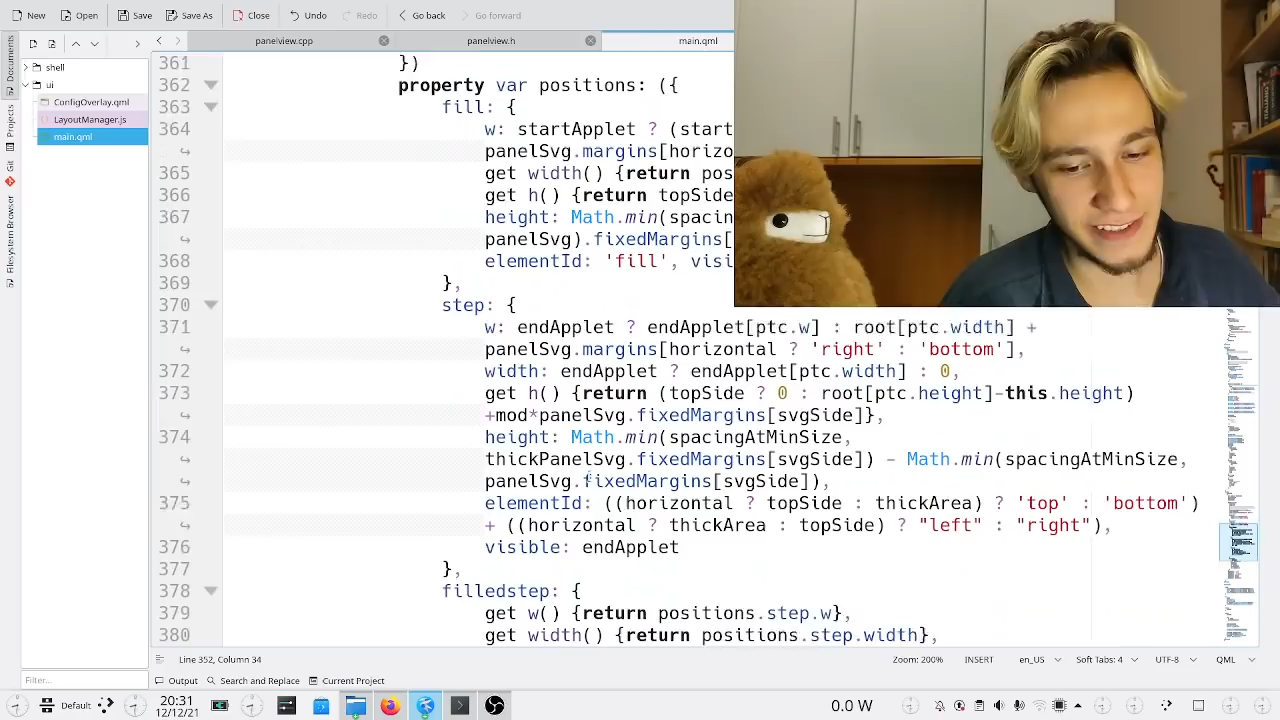 New
Open
Save
Save As
Close
Undo
Redo
Go back
Go forward
panelview.cpp
panelview.h
main.qml
Documents
Projects
Git
Filesystem Browser
shell
ui
ConfigOverlay.qml
LayoutManager.js
main.qml
361 })
362 property var positions: ({
363 fill: {
364 w: startApplet ? (start
panelSvg.margins[horizo
365 get width() {return pos
366 get h() {return topSide
367 height: Math.min(spacing
panelSvg).fixedMargins[
368 elementId: 'fill', visi
369 },
370 step: {
371 w: endApplet ? endApplet[ptc.w] : root[ptc.width] +
panelSvg.margins[horizontal ? 'right' : 'bottom'],
372 width: endApplet ? endApplet[ptc.width] : 0
get h() {return (topSide ? 0 : root[ptc.height]-this.height)
374 height: Math.min(spacingAtMinSize,
thickPanelSvg.fixedMargins[svgSide]) - Math.min(spacingAtMinSize,
panelSvg.fixedMargins[svgSide]),
375 elementId: ((horizontal ? topSide : thickArea) ? 'top' : 'bottom')
+ ((horizontal ? thickArea : topSide) ? "left" : "right"),
376 visible: endApplet
377 },
378 filledstep: {
379 get w() {return positions.step.w},
380 get width() {return positions.step.width},
Filter...
Line 352, Column 34
Zoom: 200%
INSERT
en_US
Soft Tabs: 4
UTF-8
QML
Output
Search and Replace
Current Project
20:31
12/12/21
Default
0.0 W